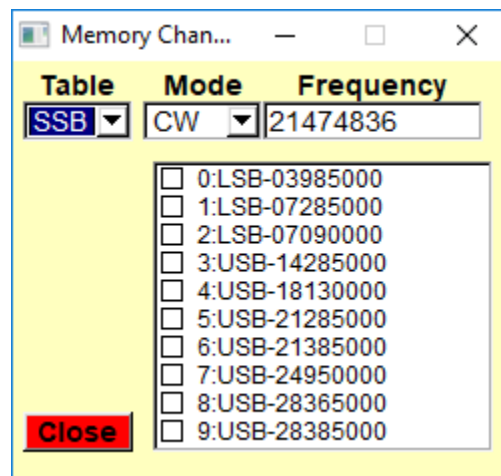 Memory Chan...
Table Mode Frequency
SSB CW 21474836
0:LSB-03985000
1:LSB-07285000
2:LSB-07090000
3:USB-14285000
4:USB-18130000
5:USB-21285000
6:USB-21385000
7:USB-24950000
8:USB-28365000
9:USB-28385000
Close